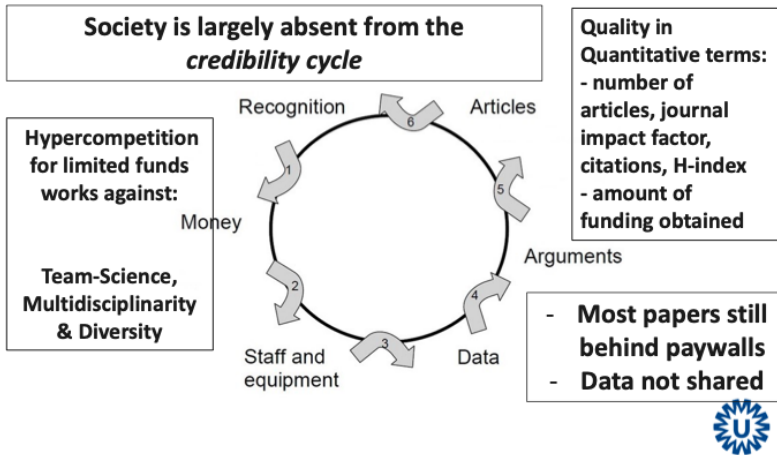 Society is largely absent from the
credibility cycle
Quality in
Quantitative terms:
- number of
articles, journal
impact factor,
citations, H-index
- amount of
funding obtained
Hypercompetition
for limited funds
works against:
Team-Science,
Multidisciplinarity
& Diversity
Recognition
1
Money
2
Staff and
equipment
3
Data
4
Arguments
5
Articles
6
- Most papers still
behind paywalls
- Data not shared
U